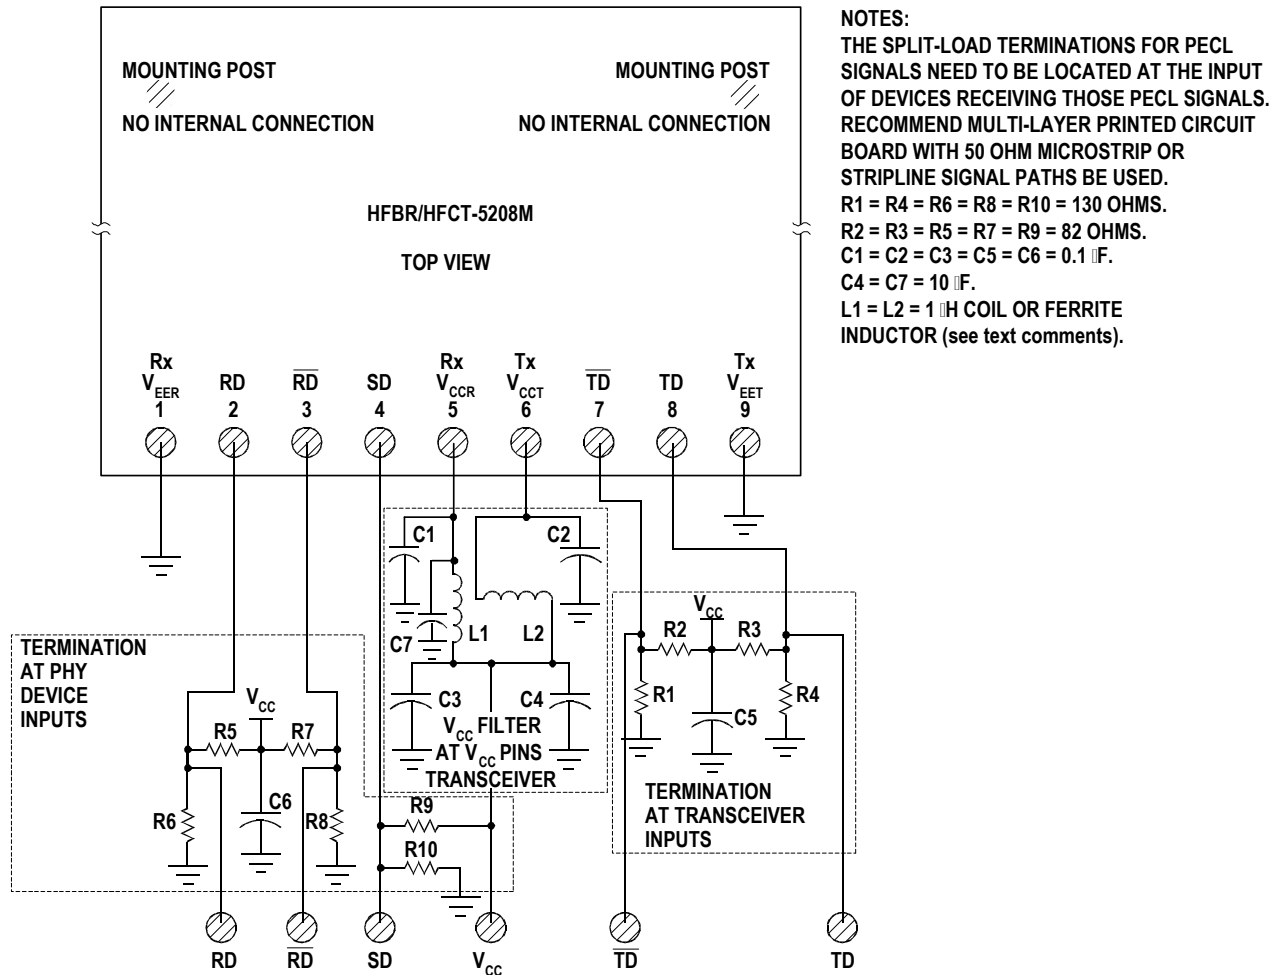 NOTES:
THE SPLIT-LOAD TERMINATIONS FOR PECL
SIGNALS NEED TO BE LOCATED AT THE INPUT
OF DEVICES RECEIVING THOSE PECL SIGNALS.
RECOMMEND MULTI-LAYER PRINTED CIRCUIT
BOARD WITH 50 OHM MICROSTRIP OR
STRIPLINE SIGNAL PATHS BE USED.
R1 = R4 = R6 = R8 = R10 = 130 OHMS.
R2 = R3 = R5 = R7 = R9 = 82 OHMS.
C1 = C2 = C3 = C5 = C6 = 0.1 F.
C4 = C7 = 10 F.
L1 = L2 = 1 H COIL OR FERRITE
INDUCTOR (see text comments).
MOUNTING POST
NO INTERNAL CONNECTION
MOUNTING POST
NO INTERNAL CONNECTION
HFBR/HFCT-5208M
TOP VIEW
Rx
VEER
1
RD
2
RD
3
SD
4
Rx
VCCR
5
Tx
VCCT
6
TD
7
TD
8
Tx
VEET
9
C1
C2
C7
L1
L2
C3
C4
VCC FILTER
AT VCC PINS
TRANSCEIVER
TERMINATION
AT PHY
DEVICE
INPUTS
VCC
R5
R7
R6
C6
R8
R9
R10
VCC
R2
R3
R1
C5
R4
TERMINATION
AT TRANSCEIVER
INPUTS
RD
RD
SD
VCC
TD
TD